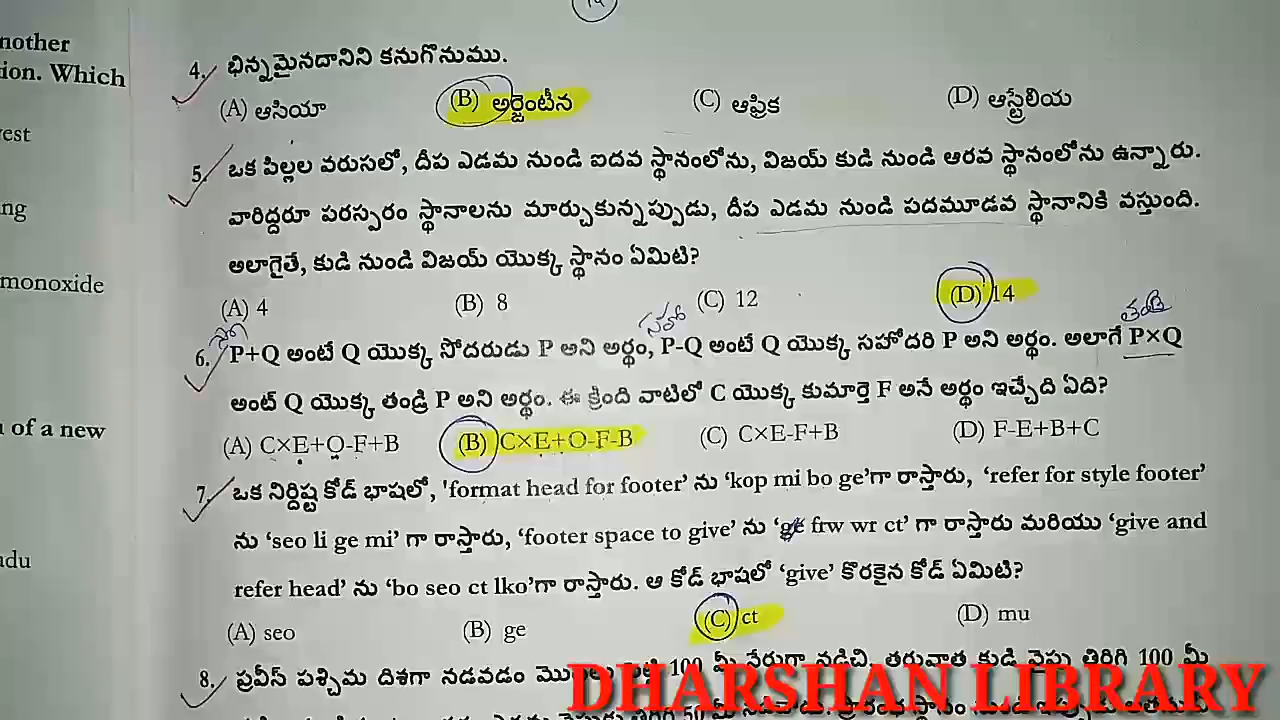 nother
ion. Which
rest
ng
monoxide
of a new
adu
4. భిన్నమైనదానిని కనుగొనుము.
(A) ఆసియా (B) అర్జెంటీన (C) ఆఫ్రిక (D) ఆస్ట్రేలియ
5. ఒక పిల్లల వరుసలో, దీప ఎడమ నుండి ఐదవ స్థానంలోను, విజయ్ కుడి నుండి ఆరవ స్థానంలోను ఉన్నారు.
వారిద్దరూ పరస్పరం స్థానాలను మార్చుకున్నప్పుడు, దీప ఎడమ నుండి పదమూడవ స్థానానికి వస్తుంది.
అలాగైతే, కుడి నుండి విజయ్ యొక్క స్థానం ఏమిటి?
(A) 4 (B) 8 (C) 12 (D) 14
6. P+Q అంటే Q యొక్క సోదరుడు P అని అర్థం, P-Q అంటే Q యొక్క సహోదరి P అని అర్థం. అలాగే P×Q
అంట్ Q యొక్క తండ్రి P అని అర్థం. ఈ క్రింది వాటిలో C యొక్క కుమార్తె F అనే అర్థం ఇచ్చేది ఏది?
(A) C×E+O-F+B (B) C×E+O-F-B (C) C×E-F+B (D) F-E+B+C
7. ఒక నిర్దిష్ట కోడ్ భాషలో, 'format head for footer' ను 'kop mi bo ge'గా రాస్తారు, 'refer for style footer'
ను 'seo li ge mi' గా రాస్తారు, 'footer space to give' ను 'ge frw wr ct' గా రాస్తారు మరియు 'give and
refer head' ను 'bo seo ct lko'గా రాస్తారు. ఆ కోడ్ భాషలో 'give' కొరకైన కోడ్ ఏమిటి?
(A) seo (B) ge (C) ct (D) mu
8. ప్రవీస్ పశ్చిమ దిశగా నడవడం 100 మీ నేరుగా నడిచి, తరువాత కుడి వైపు తిరిగి 100 మీ
DHARSHAN LIBRARY